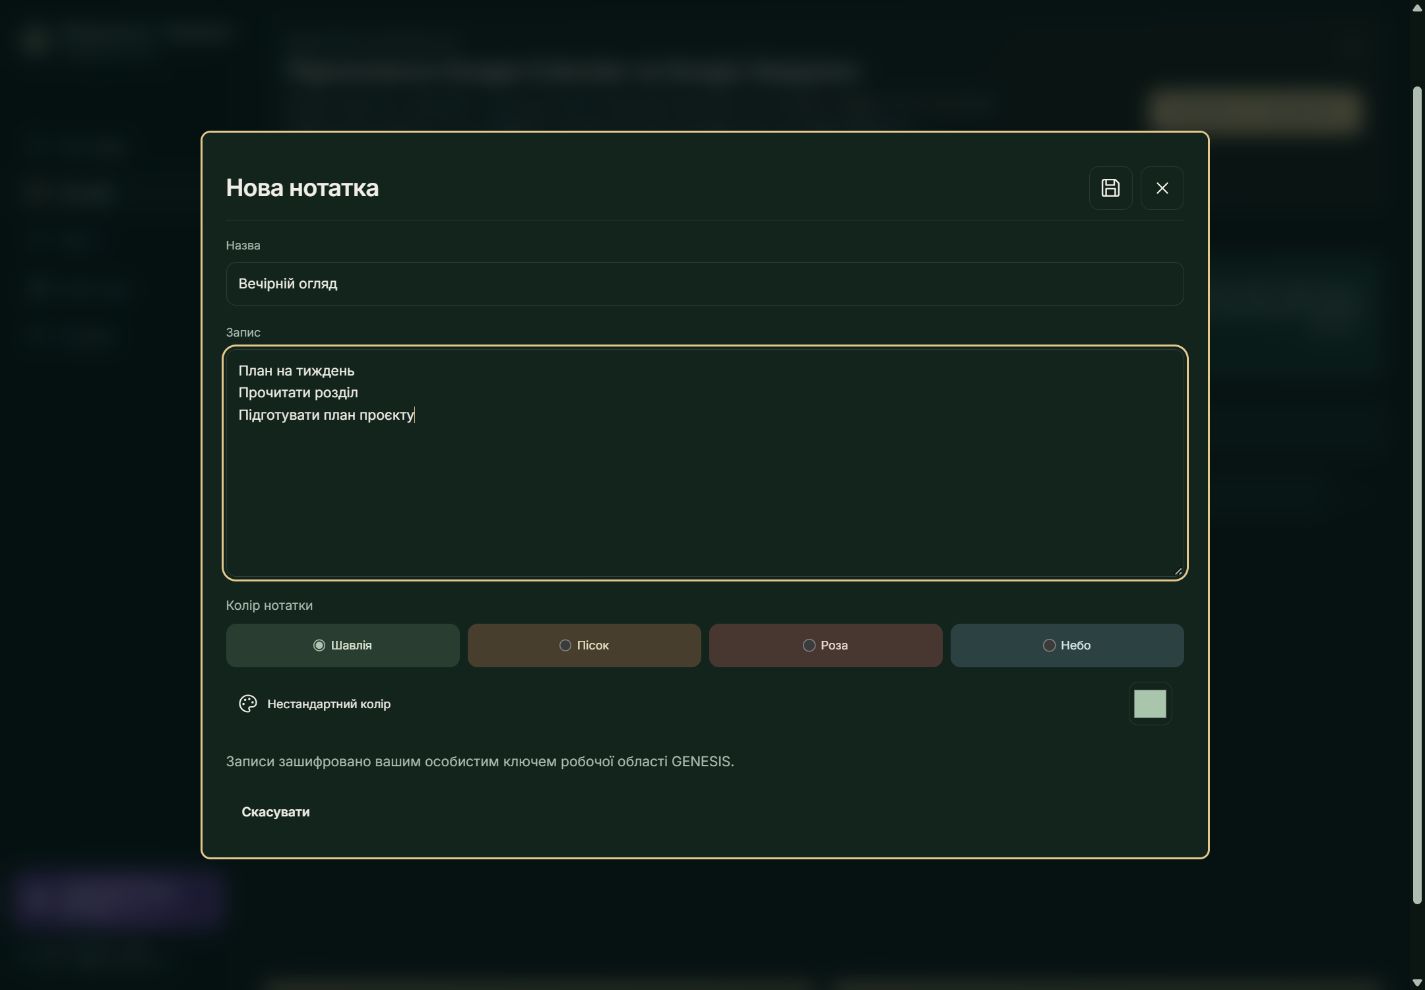 Нова нотатка
Назва
Вечірній огляд
Запис
План на тиждень
Прочитати розділ
Підготувати план проєкту
Колір нотатки
Шавлія
Пісок
Роза
Небо
Нестандартний колір
Записи зашифровано вашим особистим ключем робочої області GENESIS.
Скасувати